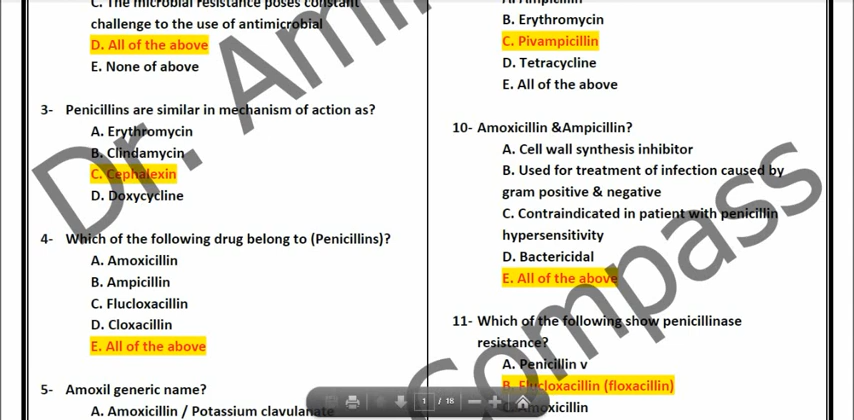 C. The microbial resistance poses constant
challenge to the use of antimicrobial
D. All of the above
E. None of above
3- Penicillins are similar in mechanism of action as?
A. Erythromycin
B. Clindamycin
C. Cephalexin
D. Doxycycline
4- Which of the following drug belong to (Penicillins)?
A. Amoxicillin
B. Ampicillin
C. Flucloxacillin
D. Cloxacillin
E. All of the above
5- Amoxil generic name?
A. Amoxicillin / Potassium clavulanate
A. Ampicillin
B. Erythromycin
C. Pivampicillin
D. Tetracycline
E. All of the above
10- Amoxicillin &Ampicillin?
A. Cell wall synthesis inhibitor
B. Used for treatment of infection caused by
gram positive & negative
C. Contraindicated in patient with penicillin
hypersensitivity
D. Bactericidal
E. All of the above
11- Which of the following show penicillinase
resistance?
A. Penicillin v
B. Flucloxacillin (floxacillin)
C. Amoxicillin
Dr.
Compass
1 / 18